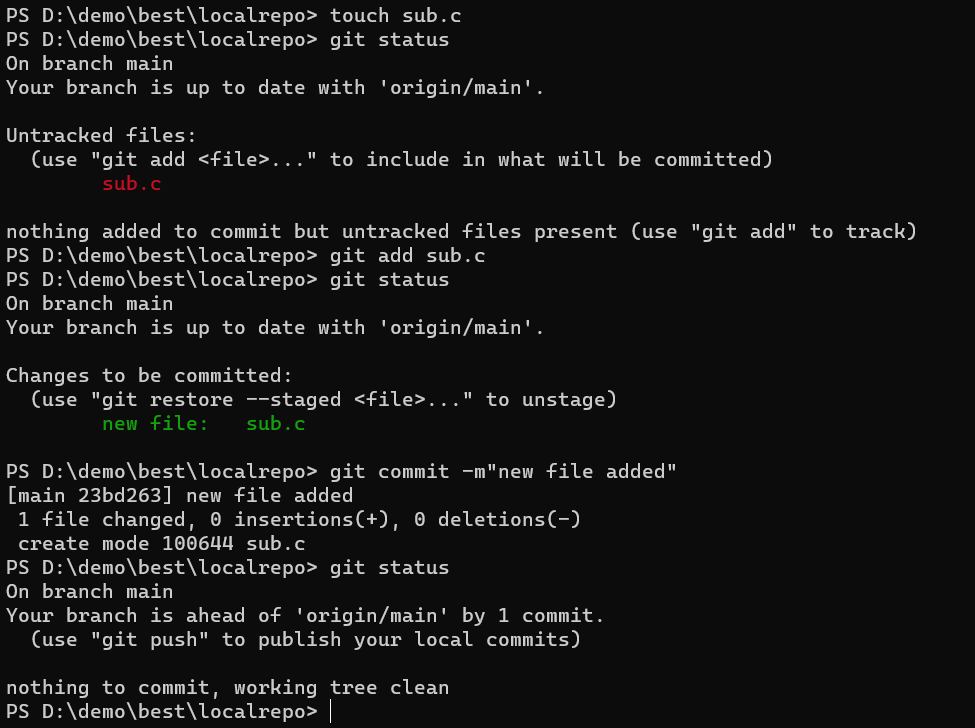 PS D:\demo\best\localrepo> touch sub.c
PS D:\demo\best\localrepo> git status
On branch main
Your branch is up to date with 'origin/main'.
Untracked files:
  (use "git add <file>..." to include in what will be committed)
        sub.c
nothing added to commit but untracked files present (use "git add" to track)
PS D:\demo\best\localrepo> git add sub.c
PS D:\demo\best\localrepo> git status
On branch main
Your branch is up to date with 'origin/main'.
Changes to be committed:
  (use "git restore --staged <file>..." to unstage)
        new file:   sub.c
PS D:\demo\best\localrepo> git commit -m"new file added"
[main 23bd263] new file added
 1 file changed, 0 insertions(+), 0 deletions(-)
 create mode 100644 sub.c
PS D:\demo\best\localrepo> git status
On branch main
Your branch is ahead of 'origin/main' by 1 commit.
  (use "git push" to publish your local commits)
nothing to commit, working tree clean
PS D:\demo\best\localrepo>